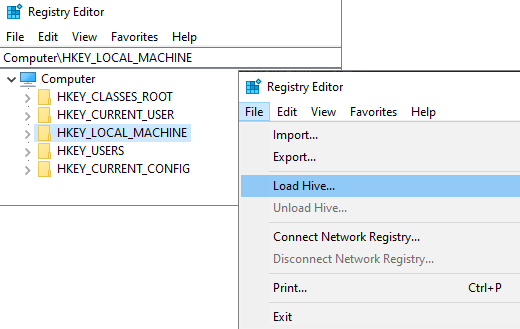 Registry Editor
File Edit View Favorites Help
Computer\HKEY_LOCAL_MACHINE
Computer
HKEY_CLASSES_ROOT
HKEY_CURRENT_USER
HKEY_LOCAL_MACHINE
HKEY_USERS
HKEY_CURRENT_CONFIG
Registry Editor
File Edit View Favorites Help
Import...
Export...
Load Hive...
Unload Hive...
Connect Network Registry...
Disconnect Network Registry...
Print... Ctrl+P
Exit